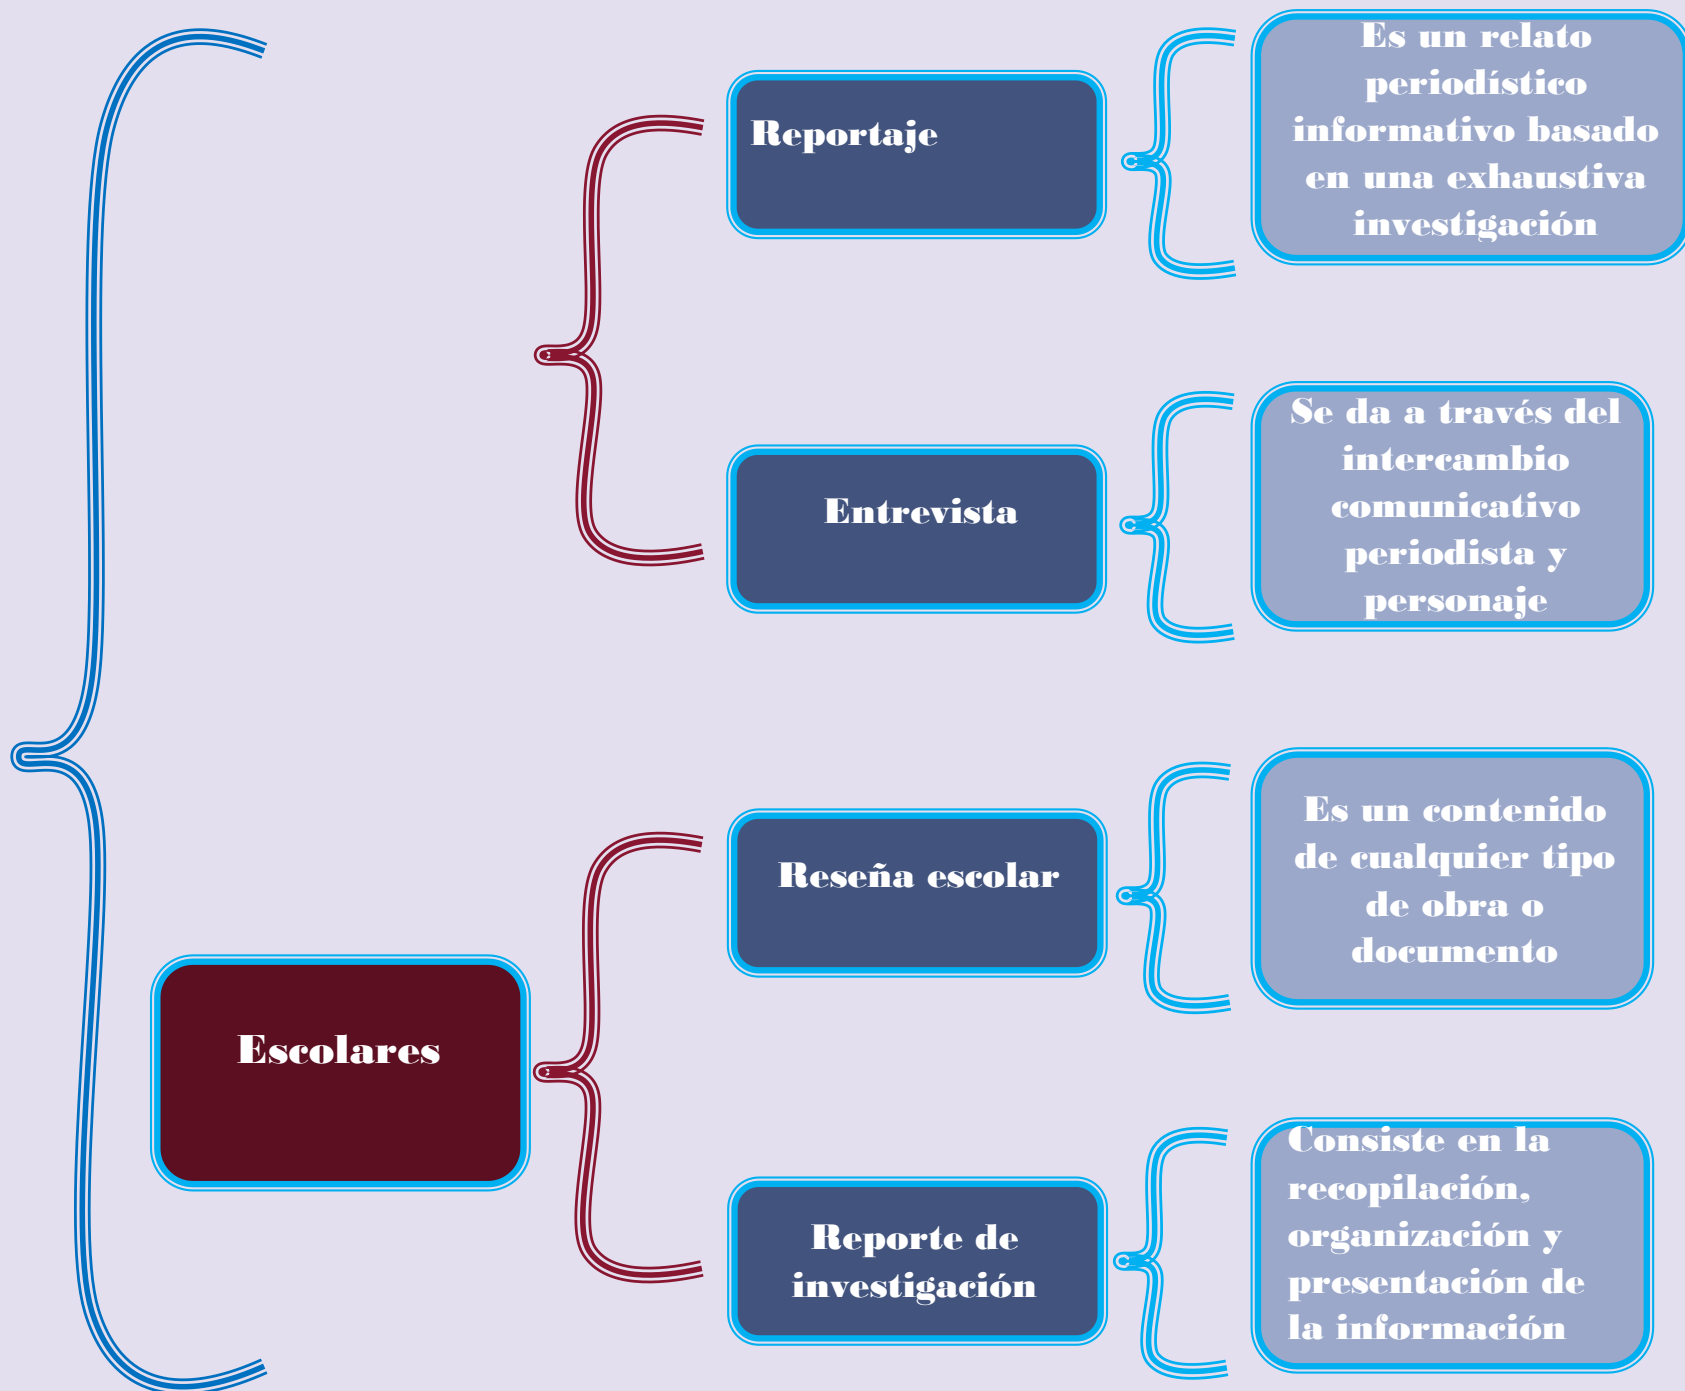 Reportaje
Es un relato
periodístico
informativo basado
en una exhaustiva
investigación
Entrevista
Se da a través del
intercambio
comunicativo
periodista y
personaje
Escolares
Reseña escolar
Es un contenido
de cualquier tipo
de obra o
documento
Reporte de
investigación
Consiste en la
recopilación,
organización y
presentación de
la información